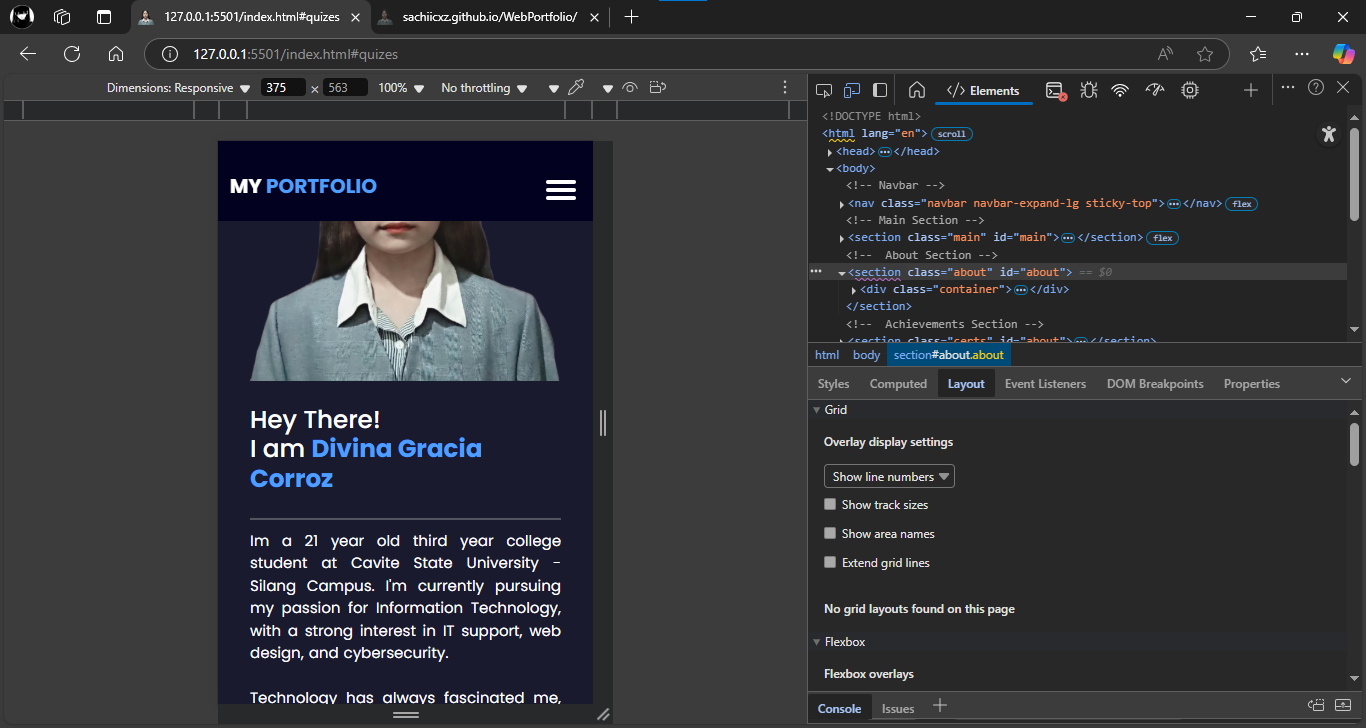 127.0.0.1:5501/index.html#quizes
sachiicxz.github.io/WebPortfolio/
127.0.0.1:5501/index.html#quizes
Dimensions: Responsive 375 x 563 100% No throttling
MY PORTFOLIO
Hey There!
I am Divina Gracia
Corroz
Im a 21 year old third year college
student at Cavite State University -
Silang Campus. I'm currently pursuing
my passion for Information Technology,
with a strong interest in IT support, web
design, and cybersecurity.
Technology has always fascinated me,
Elements
<!DOCTYPE html>
<html lang="en"> scroll
<head> </head>
<body>
<!-- Navbar -->
<nav class="navbar navbar-expand-lg sticky-top"> </nav> flex
<!-- Main Section -->
<section class="main" id="main"> </section> flex
<!-- About Section -->
<section class="about" id="about"> == $0
<div class="container"> </div>
</section>
<!-- Achievements Section -->
<section class="certs" id="about"> </section>
html body section#about.about
Styles Computed Layout Event Listeners DOM Breakpoints Properties
Grid
Overlay display settings
Show line numbers
Show track sizes
Show area names
Extend grid lines
No grid layouts found on this page
Flexbox
Flexbox overlays
Console Issues